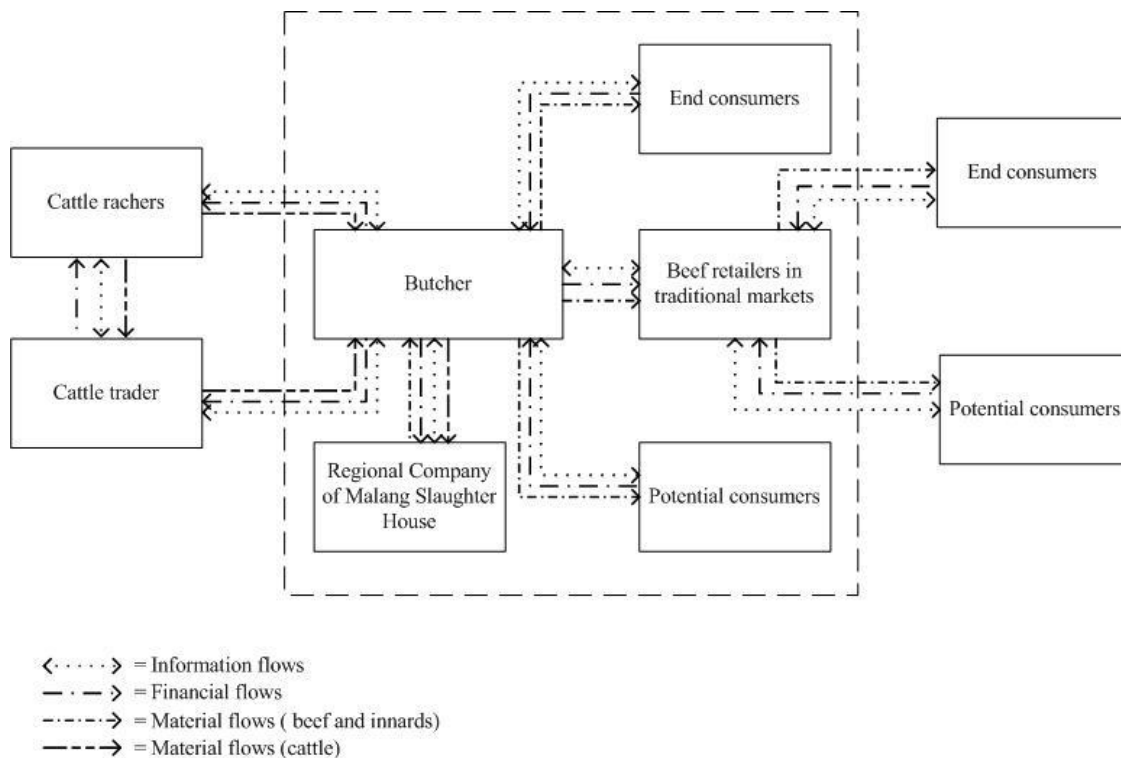 End consumers
End consumers
Cattle rachers
Butcher
Beef retailers in
traditional markets
Cattle trader
Potential consumers
Regional Company
of Malang Slaughter
House
Potential consumers
= Information flows
= Financial flows
= Material flows ( beef and innards)
= Material flows (cattle)